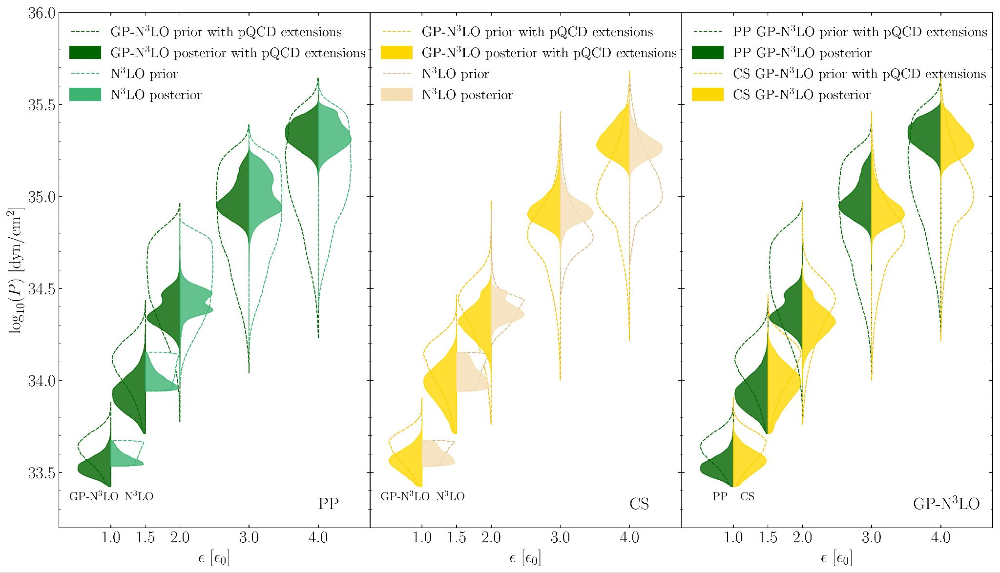 36.0
35.5
35.0
34.5
34.0
33.5
log₁₀(P) [dyn/cm²]
GP-N³LO prior with pQCD extensions
GP-N³LO posterior with pQCD extensions
N³LO prior
N³LO posterior
GP-N³LO N³LO
PP
1.0 1.5 2.0 3.0 4.0
ϵ [ϵ₀]
GP-N³LO prior with pQCD extensions
GP-N³LO posterior with pQCD extensions
N³LO prior
N³LO posterior
GP-N³LO N³LO
CS
1.0 1.5 2.0 3.0 4.0
ϵ [ϵ₀]
PP GP-N³LO prior with pQCD extensions
PP GP-N³LO posterior
CS GP-N³LO prior with pQCD extensions
CS GP-N³LO posterior
PP CS
GP-N³LO
1.0 1.5 2.0 3.0 4.0
ϵ [ϵ₀]